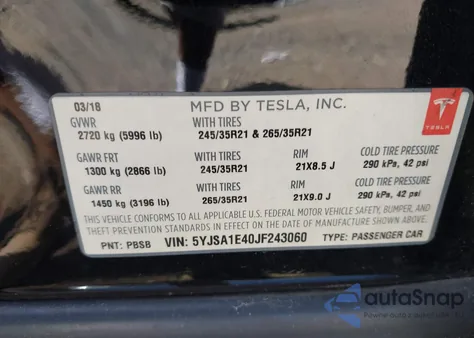 03/18 MFD BY TESLA, INC.
GVWR WITH TIRES
2720 kg (5996 lb) 245/35R21 & 265/35R21
TESLA
GAWR FRT WITH TIRES RIM COLD TIRE PRESSURE
1300 kg (2866 lb) 245/35R21 21X8.5 J 290 kPa, 42 psi
GAWR RR WITH TIRES RIM COLD TIRE PRESSURE
1450 kg (3196 lb) 265/35R21 21X9.0 J 290 kPa, 42 psi
THIS VEHICLE CONFORMS TO ALL APPLICABLE U.S. FEDERAL MOTOR VEHICLE SAFETY, BUMPER, AND
THEFT PREVENTION STANDARDS IN EFFECT ON THE DATE OF MANUFACTURE SHOWN ABOVE.
PNT: PBSB VIN: 5YJSA1E40JF243060 TYPE: PASSENGER CAR
autoSnap